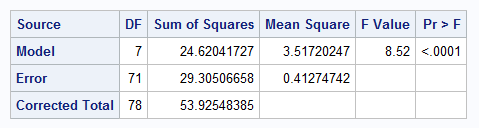 Source DF Sum of Squares Mean Square F Value Pr > F
Model 7 24.62041727 3.51720247 8.52 <.0001
Error 71 29.30506658 0.41274742
Corrected Total 78 53.92548385